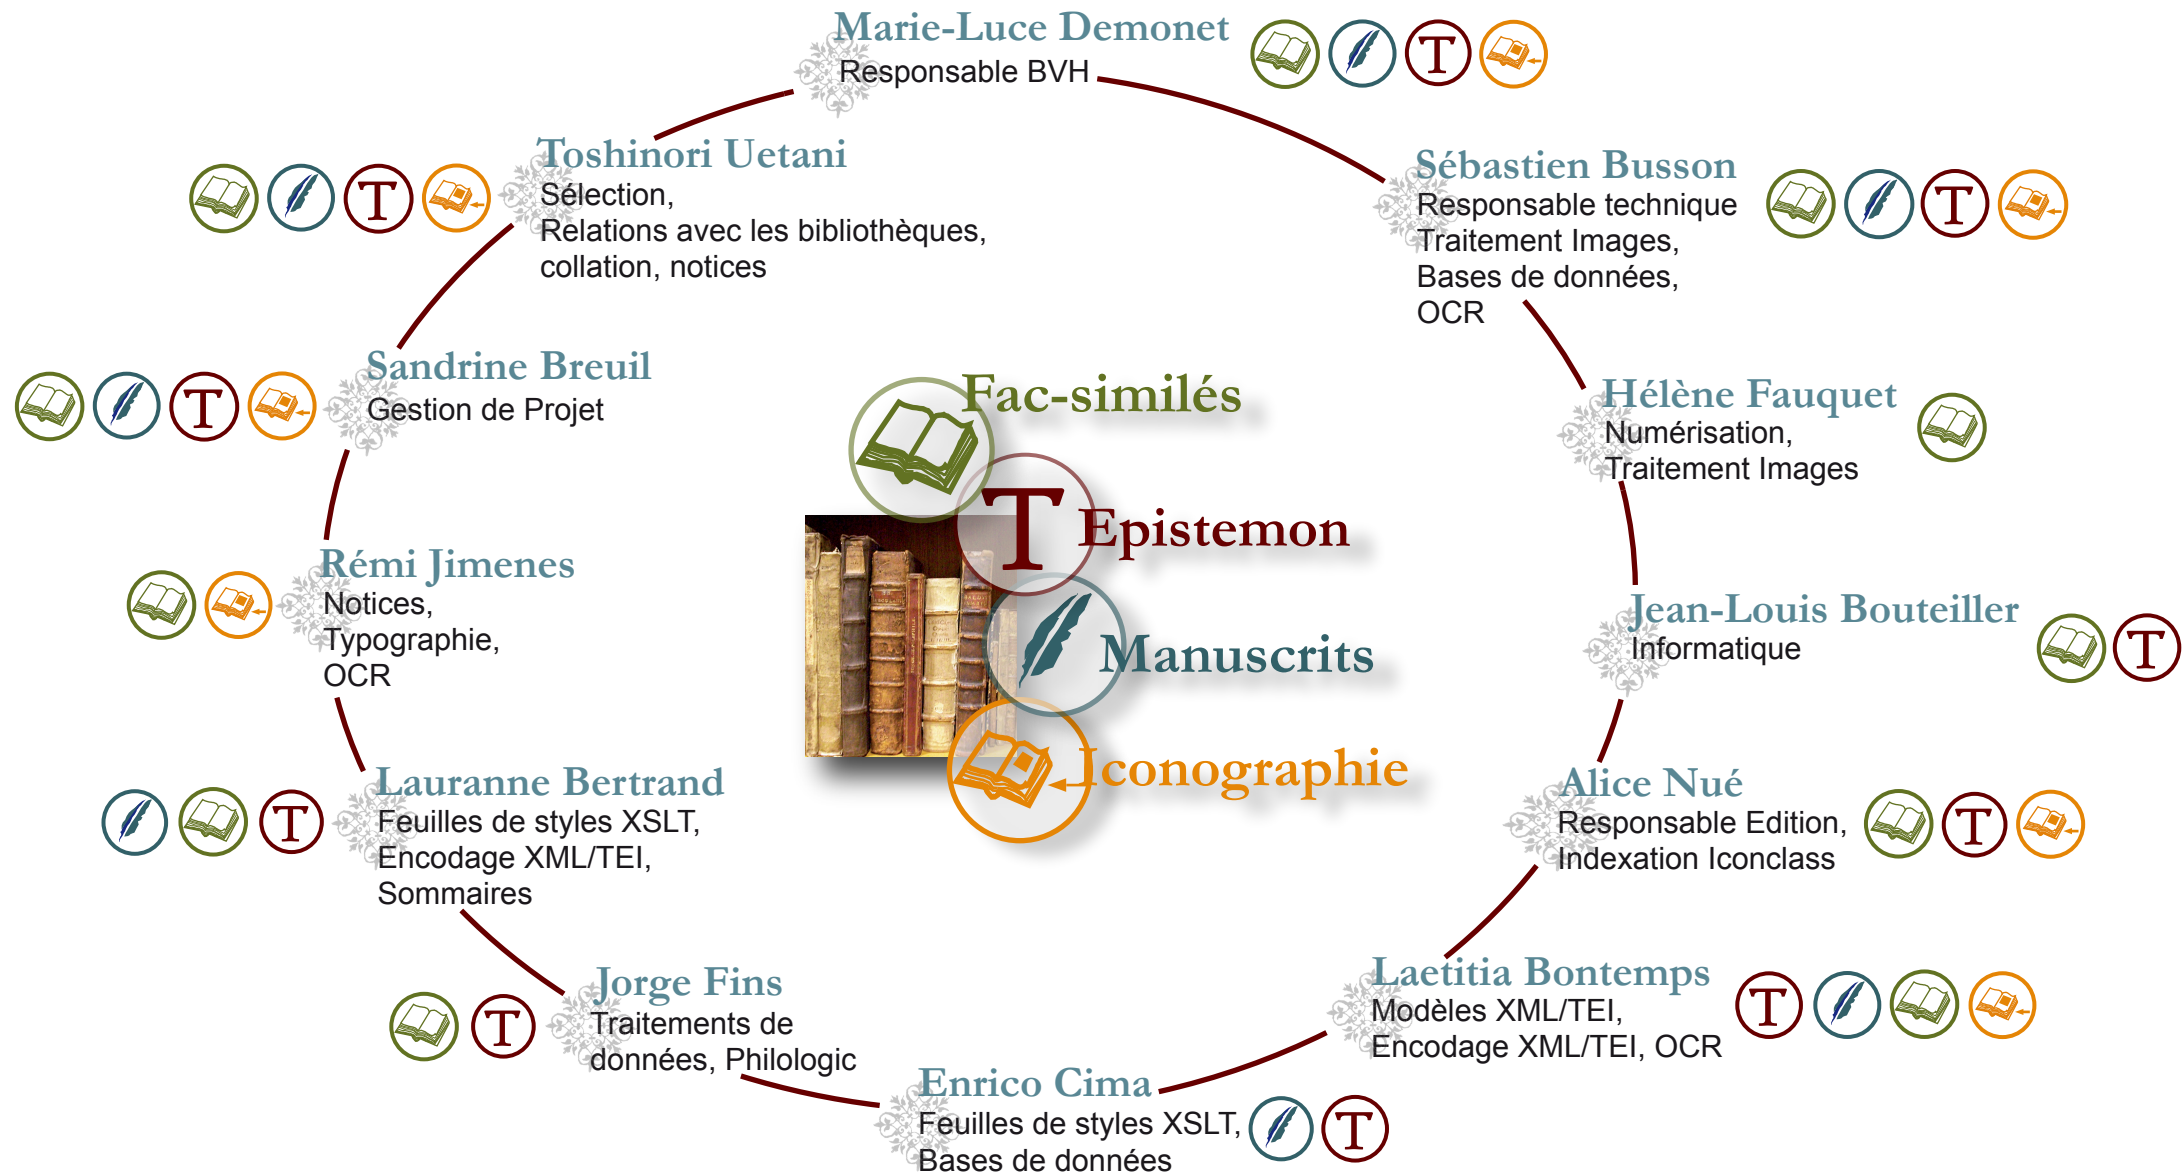 Marie-Luce Demonet
Responsable BVH
T
Toshinori Uetani
Sélection,
Relations avec les bibliothèques,
collation, notices
T
Sébastien Busson
Responsable technique
Traitement Images,
Bases de données,
OCR
T
Sandrine Breuil
Gestion de Projet
T
Hélène Fauquet
Numérisation,
Traitement Images
Fac-similés
T Epistemon
Manuscrits
Iconographie
Rémi Jimenes
Notices,
Typographie,
OCR
Jean-Louis Bouteiller
Informatique
T
Lauranne Bertrand
Feuilles de styles XSLT,
Encodage XML/TEI,
Sommaires
T
Alice Nué
Responsable Edition,
Indexation Iconclass
T
Jorge Fins
Traitements de
données, Philologic
T
Laetitia Bontemps
Modèles XML/TEI,
Encodage XML/TEI, OCR
T
Enrico Cima
Feuilles de styles XSLT,
Bases de données
T